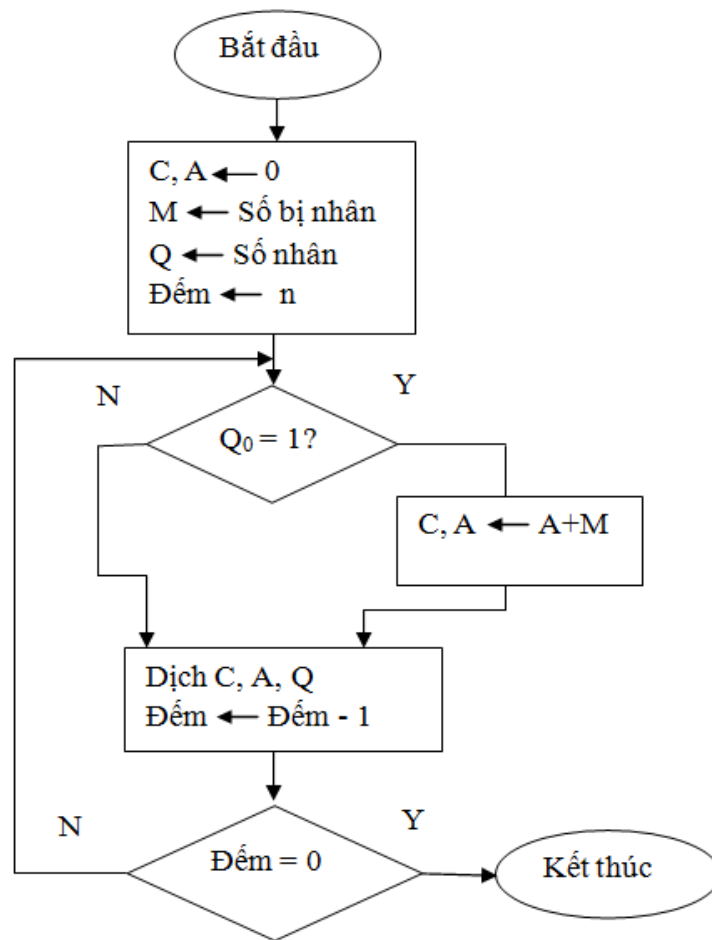 Bắt đầu
C, A ← 0
M ← Số bị nhân
Q ← Số nhân
Đếm ← n
N
Y
Q₀ = 1?
C, A ← A+M
Dịch C, A, Q
Đếm ← Đếm - 1
N
Y
Đếm = 0
Kết thúc